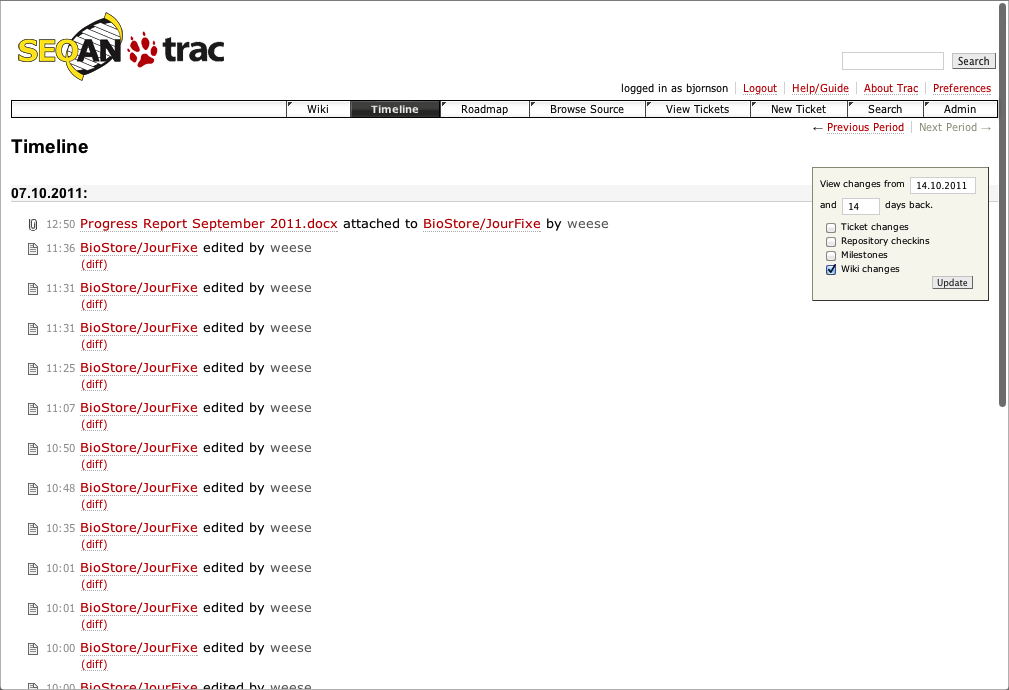 SEQAN trac
Search
logged in as bjornson Logout Help/Guide About Trac Preferences
Wiki Timeline Roadmap Browse Source View Tickets New Ticket Search Admin
← Previous Period Next Period →
Timeline
View changes from 14.10.2011
and 14 days back.
Ticket changes
Repository checkins
Milestones
Wiki changes
Update
07.10.2011:
12:50 Progress Report September 2011.docx attached to BioStore/JourFixe by weese
11:36 BioStore/JourFixe edited by weese
(diff)
11:31 BioStore/JourFixe edited by weese
(diff)
11:31 BioStore/JourFixe edited by weese
(diff)
11:25 BioStore/JourFixe edited by weese
(diff)
11:07 BioStore/JourFixe edited by weese
(diff)
10:50 BioStore/JourFixe edited by weese
(diff)
10:48 BioStore/JourFixe edited by weese
(diff)
10:35 BioStore/JourFixe edited by weese
(diff)
10:01 BioStore/JourFixe edited by weese
(diff)
10:01 BioStore/JourFixe edited by weese
(diff)
10:00 BioStore/JourFixe edited by weese
(diff)
10:00 BioStore/JourFixe edited by weese